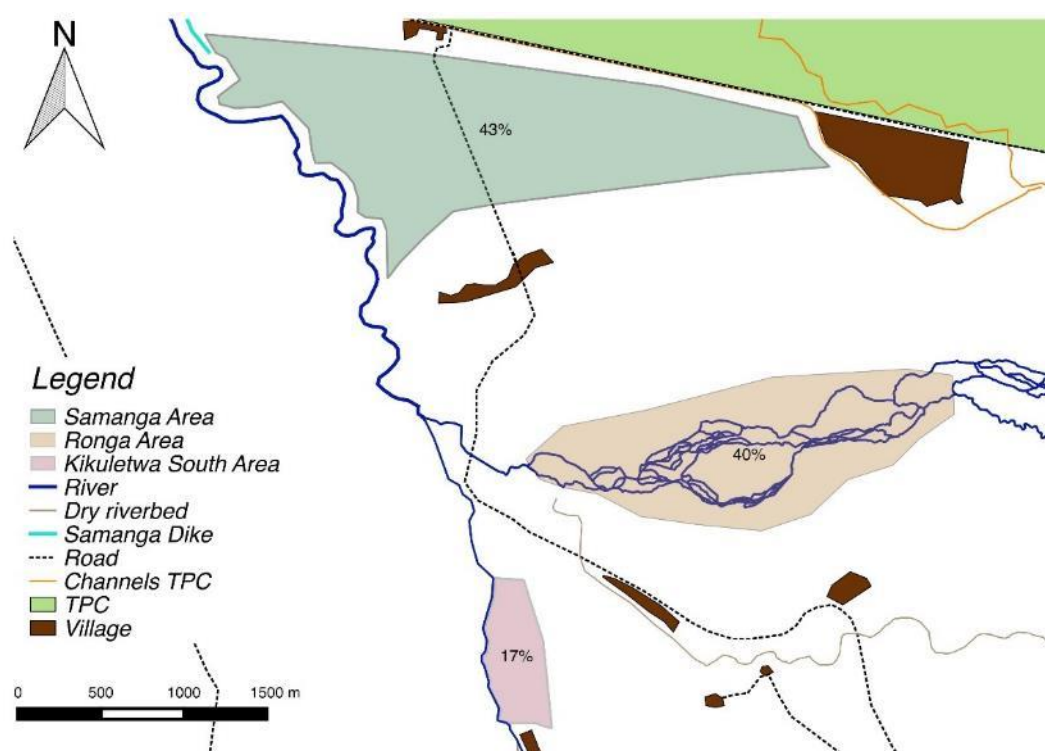 N
43%
40%
17%
Legend
Samanga Area
Ronga Area
Kikuletwa South Area
River
Dry riverbed
Samanga Dike
Road
Channels TPC
TPC
Village
0 500 1000 1500 m